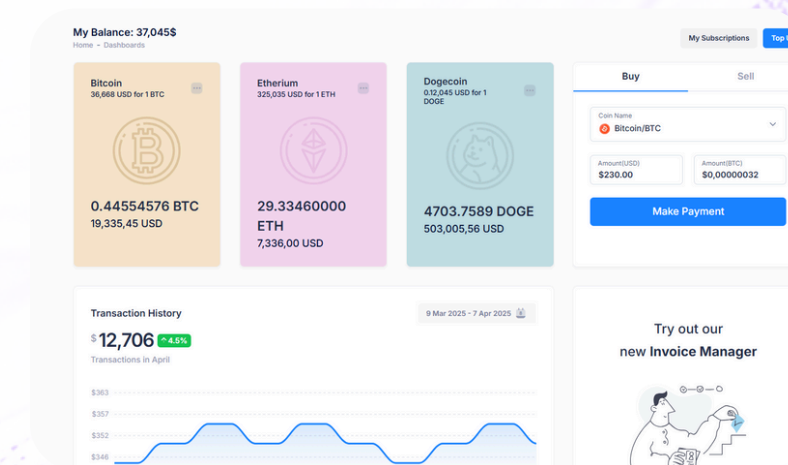 My Balance: 37,045$
Home - Dashboards
My Subscriptions
Top
Bitcoin
36,668 USD for 1 BTC
0.44554576 BTC
19,335,45 USD
Etherium
325,035 USD for 1 ETH
29.33460000
ETH
7,336,00 USD
Dogecoin
0.12,045 USD for 1
DOGE
4703.7589 DOGE
503,005,56 USD
Buy
Sell
Coin Name
Bitcoin/BTC
Amount(USD)
$230.00
Amount(BTC)
$0,00000032
Make Payment
Transaction History
9 Mar 2025 - 7 Apr 2025
$12,706 4.5%
Transactions in April
$363
$357
$352
$346
Try out our
new Invoice Manager